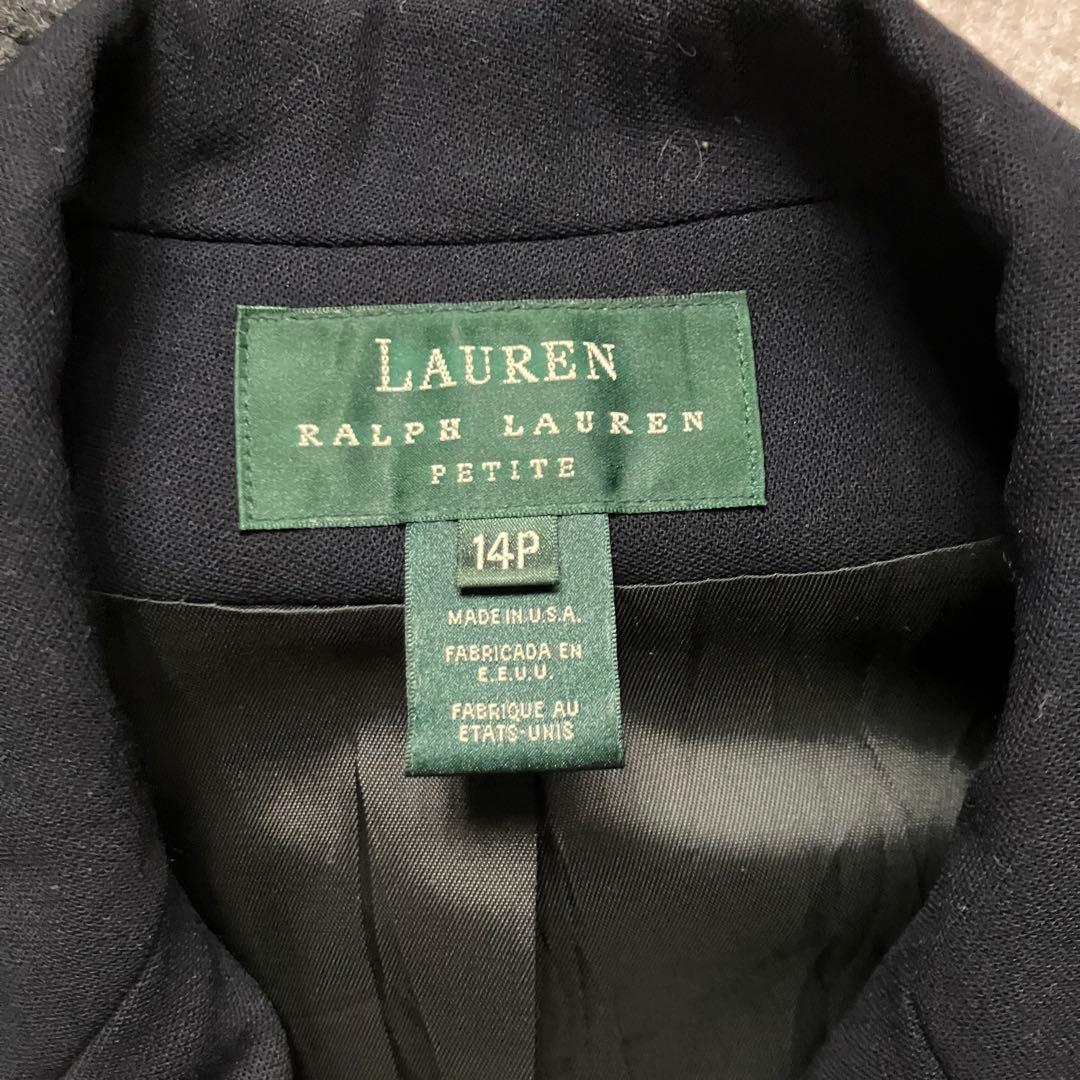 LAUREN
RALPH LAUREN
PETITE
14P
MADE IN U.S.A.
FABRICADA EN
E.E.U.U.
FABRIQUE AU
ETATS-UNIS